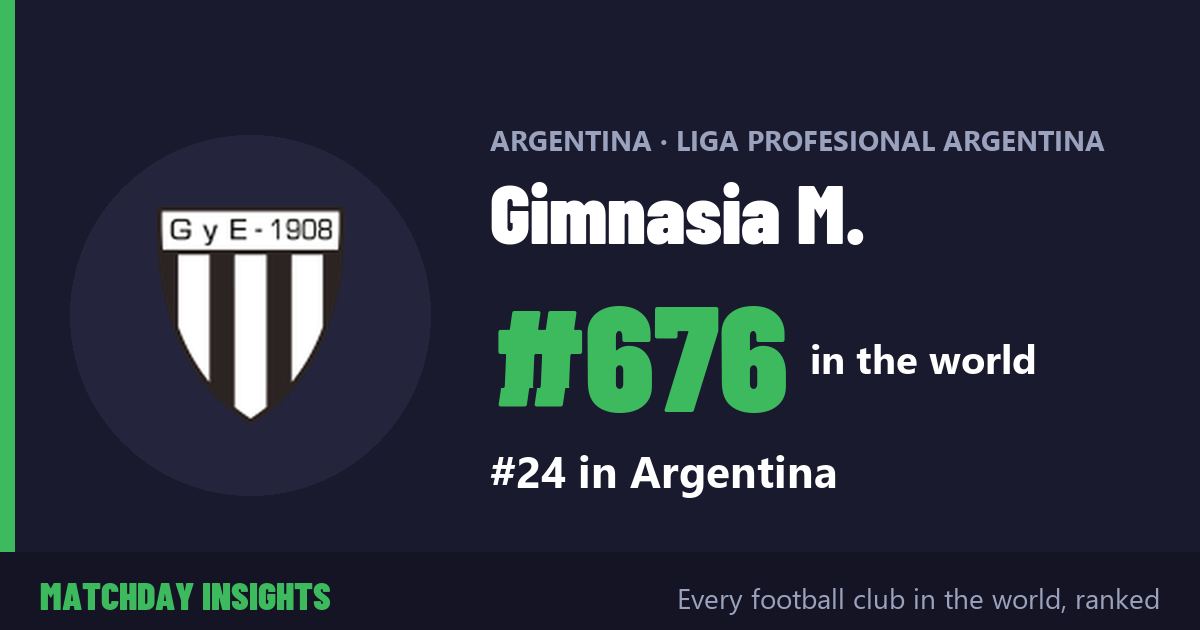 G y E - 1908
ARGENTINA · LIGA PROFESIONAL ARGENTINA
Gimnasia M.
#676 in the world
#24 in Argentina
MATCHDAY INSIGHTS
Every football club in the world, ranked